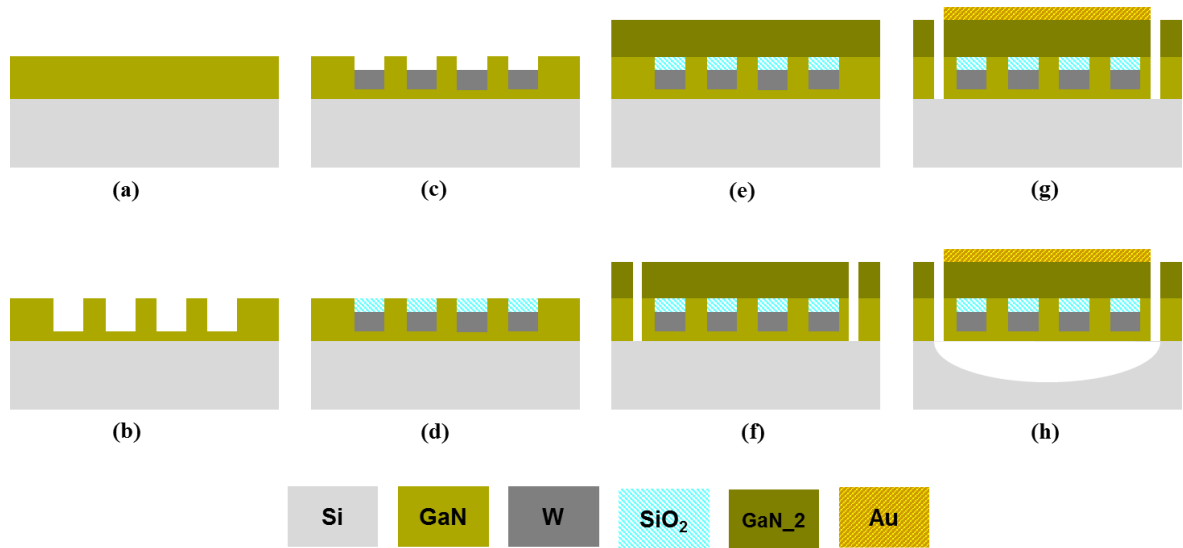 (a)
(c)
(e)
(g)
(b)
(d)
(f)
(h)
Si
GaN
W
SiO₂
GaN_2
Au